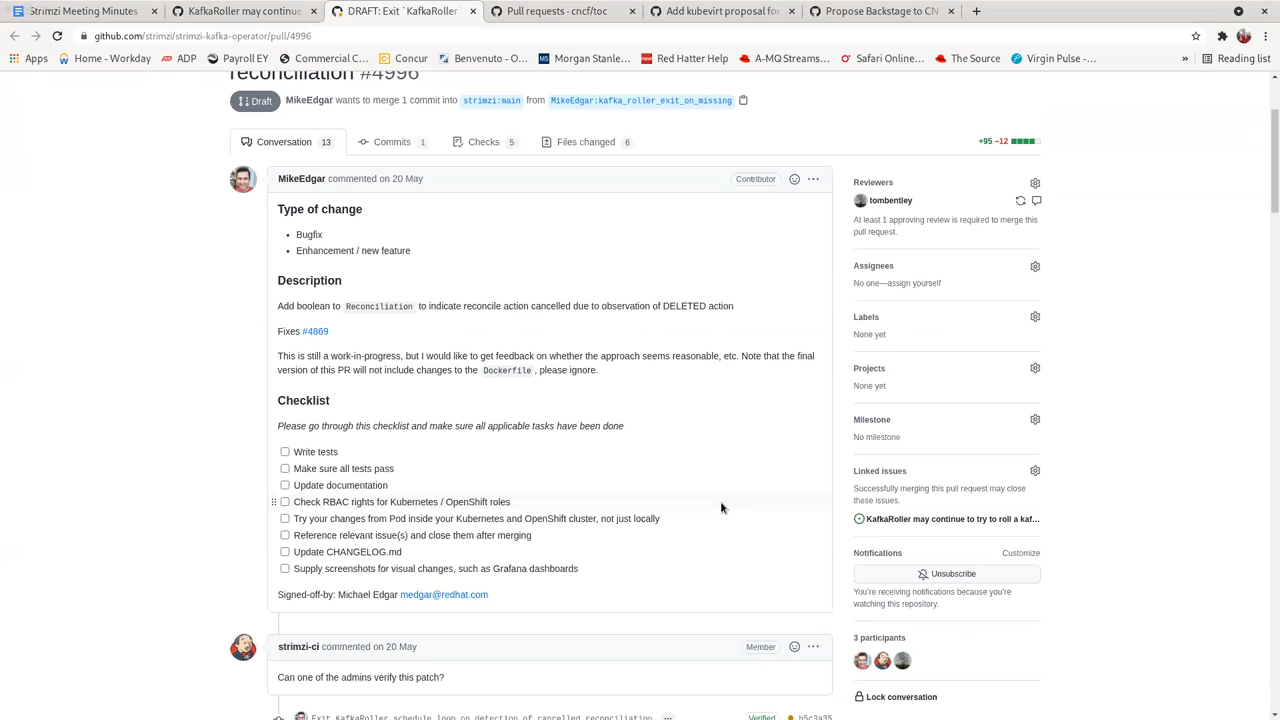 Strimzi Meeting Minutes
KafkaRoller may continue
DRAFT: Exit `KafkaRoller`
Pull requests · cncf/toc
Add kubevirt proposal for
Propose Backstage to CN
github.com/strimzi/strimzi-kafka-operator/pull/4996
Apps
Home - Workday
ADP
Payroll EY
Commercial C...
Concur
Benvenuto - O...
Morgan Stanle...
Red Hatter Help
A-MQ Streams...
Safari Online...
The Source
Virgin Pulse -...
»
Reading list
reconciliation #4996
Draft
MikeEdgar wants to merge 1 commit into strimzi:main from MikeEdgar:kafka_roller_exit_on_missing
Conversation 13
Commits 1
Checks 5
Files changed 6
+95 −12
MikeEdgar commented on 20 May
Contributor
Type of change
• Bugfix
• Enhancement / new feature
Description
Add boolean to Reconciliation to indicate reconcile action cancelled due to observation of DELETED action
Fixes #4869
This is still a work-in-progress, but I would like to get feedback on whether the approach seems reasonable, etc. Note that the final
version of this PR will not include changes to the Dockerfile, please ignore.
Checklist
Please go through this checklist and make sure all applicable tasks have been done
Write tests
Make sure all tests pass
Update documentation
Check RBAC rights for Kubernetes / OpenShift roles
Try your changes from Pod inside your Kubernetes and OpenShift cluster, not just locally
Reference relevant issue(s) and close them after merging
Update CHANGELOG.md
Supply screenshots for visual changes, such as Grafana dashboards
Signed-off-by: Michael Edgar medgar@redhat.com
strimzi-ci commented on 20 May
Member
Can one of the admins verify this patch?
Exit KafkaRoller schedule loop on detection of cancelled reconciliation
Verified
b5c3a35
Reviewers
tombentley
At least 1 approving review is required to merge this
pull request.
Assignees
No one—assign yourself
Labels
None yet
Projects
None yet
Milestone
No milestone
Linked issues
Successfully merging this pull request may close
these issues.
KafkaRoller may continue to try to roll a kaf...
Notifications
Customize
Unsubscribe
You're receiving notifications because you're
watching this repository.
3 participants
Lock conversation